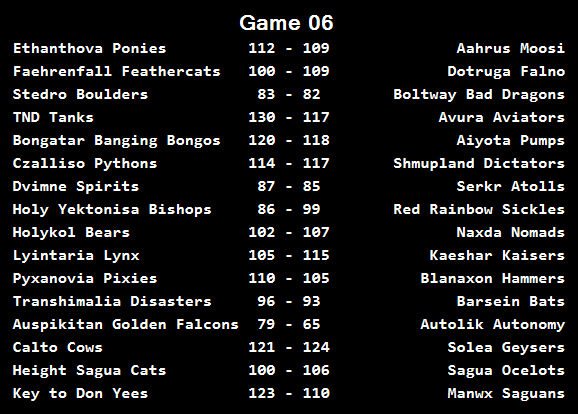 Game 06
Ethanthova Ponies 112 - 109 Aahrus Moosi
Faehrenfall Feathercats 100 - 109 Dotruga Falno
Stedro Boulders 83 - 82 Boltway Bad Dragons
TND Tanks 130 - 117 Avura Aviators
Bongatar Banging Bongos 120 - 118 Aiyota Pumps
Czalliso Pythons 114 - 117 Shmupland Dictators
Dvimne Spirits 87 - 85 Serkr Atolls
Holy Yektonisa Bishops 86 - 99 Red Rainbow Sickles
Holykol Bears 102 - 107 Naxda Nomads
Lyintaria Lynx 105 - 115 Kaeshar Kaisers
Pyxanovia Pixies 110 - 105 Blanaxon Hammers
Transhimalia Disasters 96 - 93 Barsein Bats
Auspikitan Golden Falcons 79 - 65 Autolik Autonomy
Calto Cows 121 - 124 Solea Geysers
Height Sagua Cats 100 - 106 Sagua Ocelots
Key to Don Yees 123 - 110 Manwx Saguans